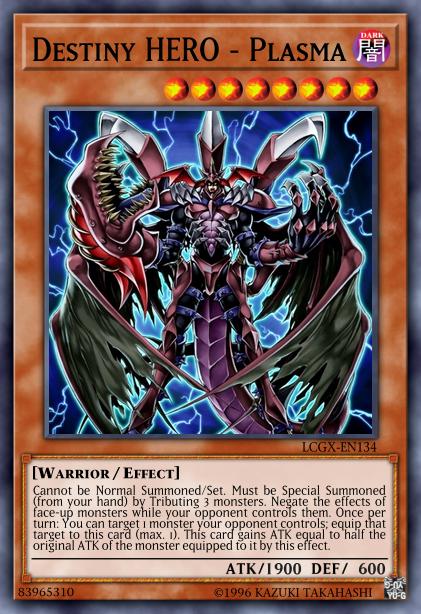 DESTINY HERO - PLASMA
DARK
闇
LCGX-EN134
[WARRIOR / EFFECT]
Cannot be Normal Summoned/Set. Must be Special Summoned
(from your hand) by Tributing 3 monsters. Negate the effects
of face-up monsters while your opponent controls them. Once per
turn: You can target 1 monster your opponent controls; equip that
target to this card (max. 1). This card gains ATK equal to half the
original ATK of the monster equipped to it by this effect.
ATK/1900 DEF/ 600
83965310
©1996 KAZUKI TAKAHASHI